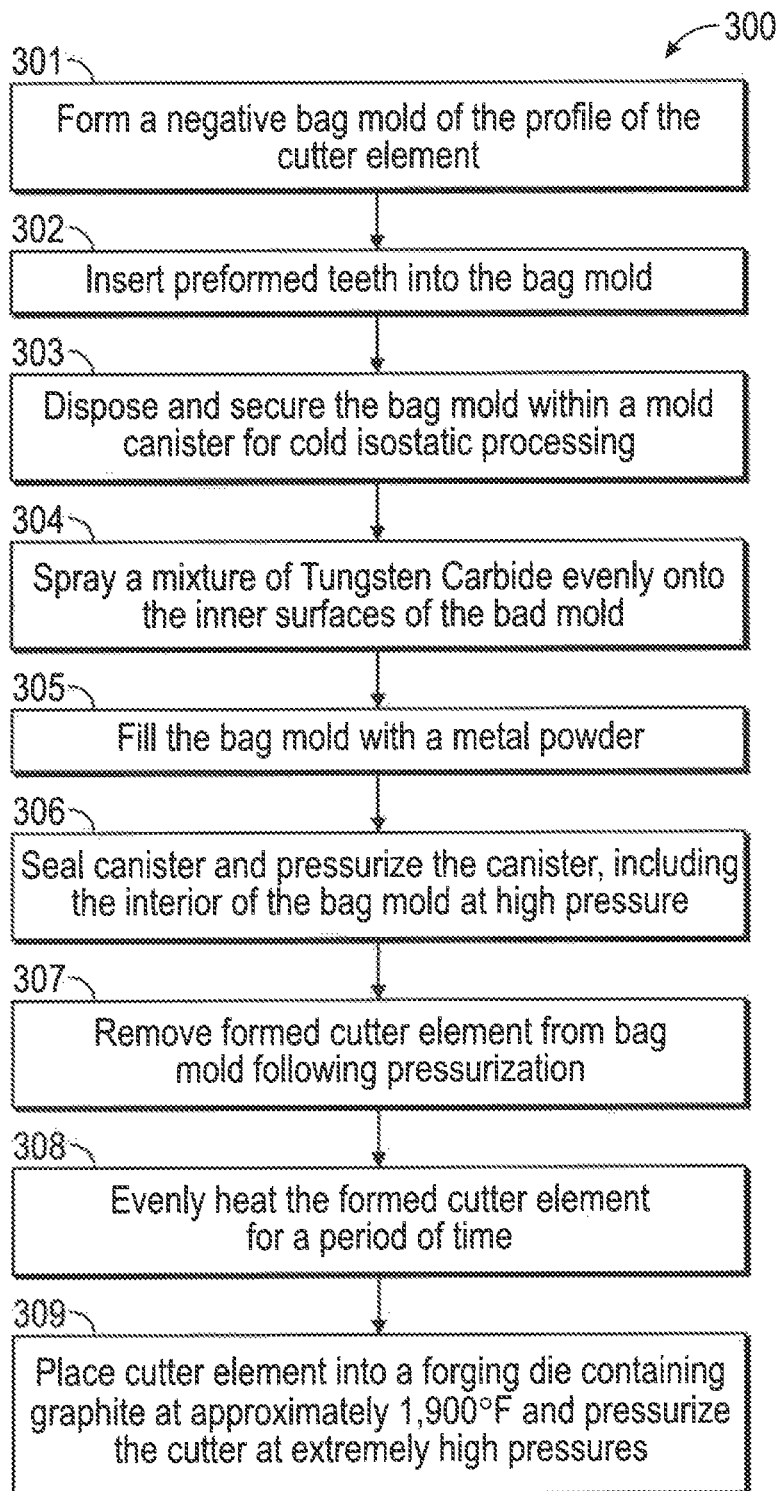 300
301
Form a negative bag mold of the profile of the
cutter element
302
Insert preformed teeth into the bag mold
303
Dispose and secure the bag mold within a mold
canister for cold isostatic processing
304
Spray a mixture of Tungsten Carbide evenly onto
the inner surfaces of the bad mold
305
Fill the bag mold with a metal powder
306
Seal canister and pressurize the canister, including
the interior of the bag mold at high pressure
307
Remove formed cutter element from bag
mold following pressurization
308
Evenly heat the formed cutter element
for a period of time
309
Place cutter element into a forging die containing
graphite at approximately 1,900°F and pressurize
the cutter at extremely high pressures